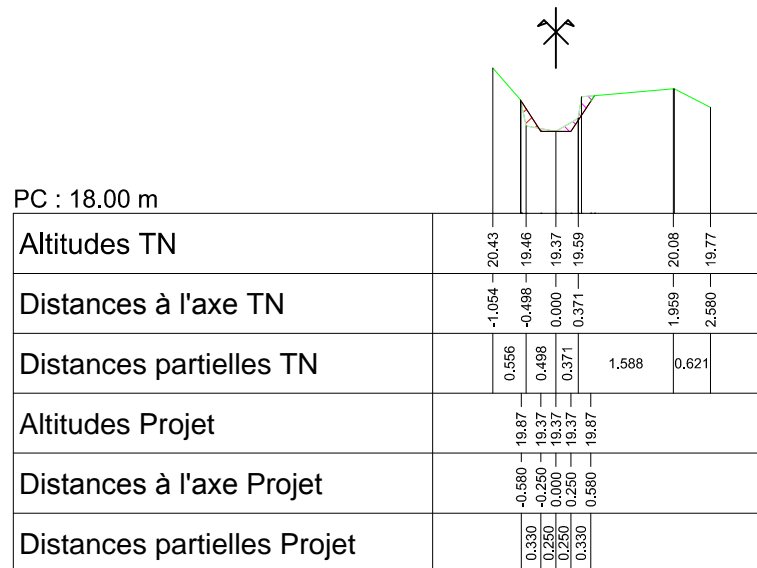 PC : 18.00 m
Altitudes TN 20.43 19.46 19.37 19.59 20.08 19.77
Distances à l'axe TN -1.054 -0.498 0.000 0.371 1.959 2.580
Distances partielles TN 0.556 0.498 0.371 1.588 0.621
Altitudes Projet 19.87 19.37 19.37 19.37 19.87
Distances à l'axe Projet -0.580 -0.250 0.000 0.250 0.580
Distances partielles Projet 0.330 0.250 0.250 0.330